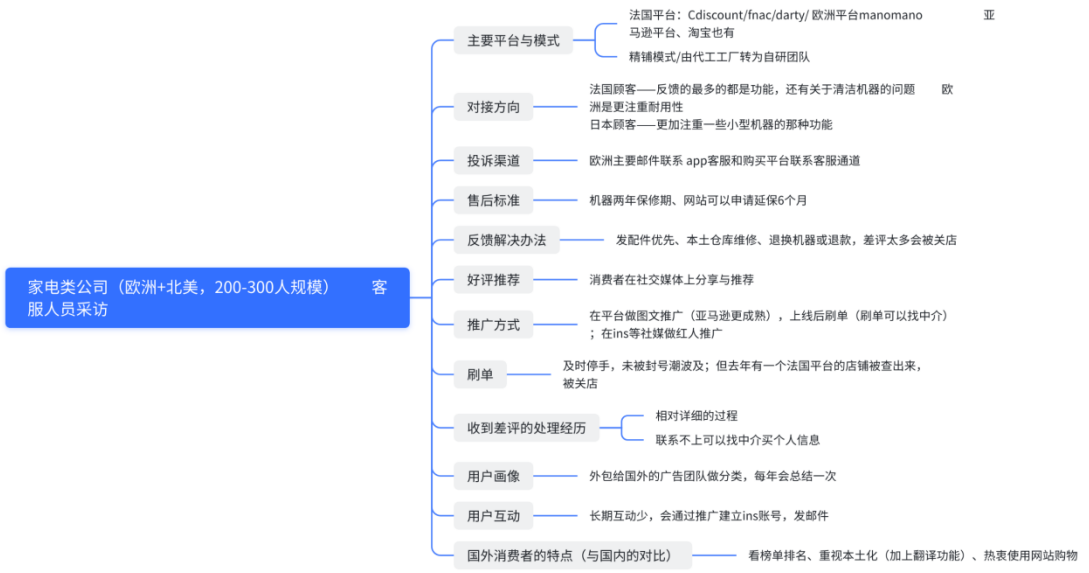 家电类公司（欧洲+北美，200-300人规模） 客
服人员采访
主要平台与模式
法国平台：Cdiscount/fnac/darty/ 欧洲平台manomano 亚
马逊平台、淘宝也有
精铺模式/由代工工厂转为自研团队
对接方向
法国顾客——反馈的最多的都是功能，还有关于清洁机器的问题 欧
洲是更注重耐用性
日本顾客——更加注重一些小型机器的那种功能
投诉渠道
欧洲主要邮件联系 app客服和购买平台联系客服通道
售后标准
机器两年保修期、网站可以申请延保6个月
反馈解决办法
发配件优先、本土仓库维修、退换机器或退款，差评太多会被关店
好评推荐
消费者在社交媒体上分享与推荐
推广方式
在平台做图文推广（亚马逊更成熟），上线后刷单（刷单可以找中介）
；在ins等社媒做红人推广
刷单
及时停手，未被封号潮波及；但去年有一个法国平台的店铺被查出来，
被关店
收到差评的处理经历
相对详细的过程
联系不上可以找中介买个人信息
用户画像
外包给国外的广告团队做分类，每年会总结一次
用户互动
长期互动少，会通过推广建立ins账号，发邮件
国外消费者的特点（与国内的对比）
看榜单排名、重视本土化（加上翻译功能）、热衷使用网站购物